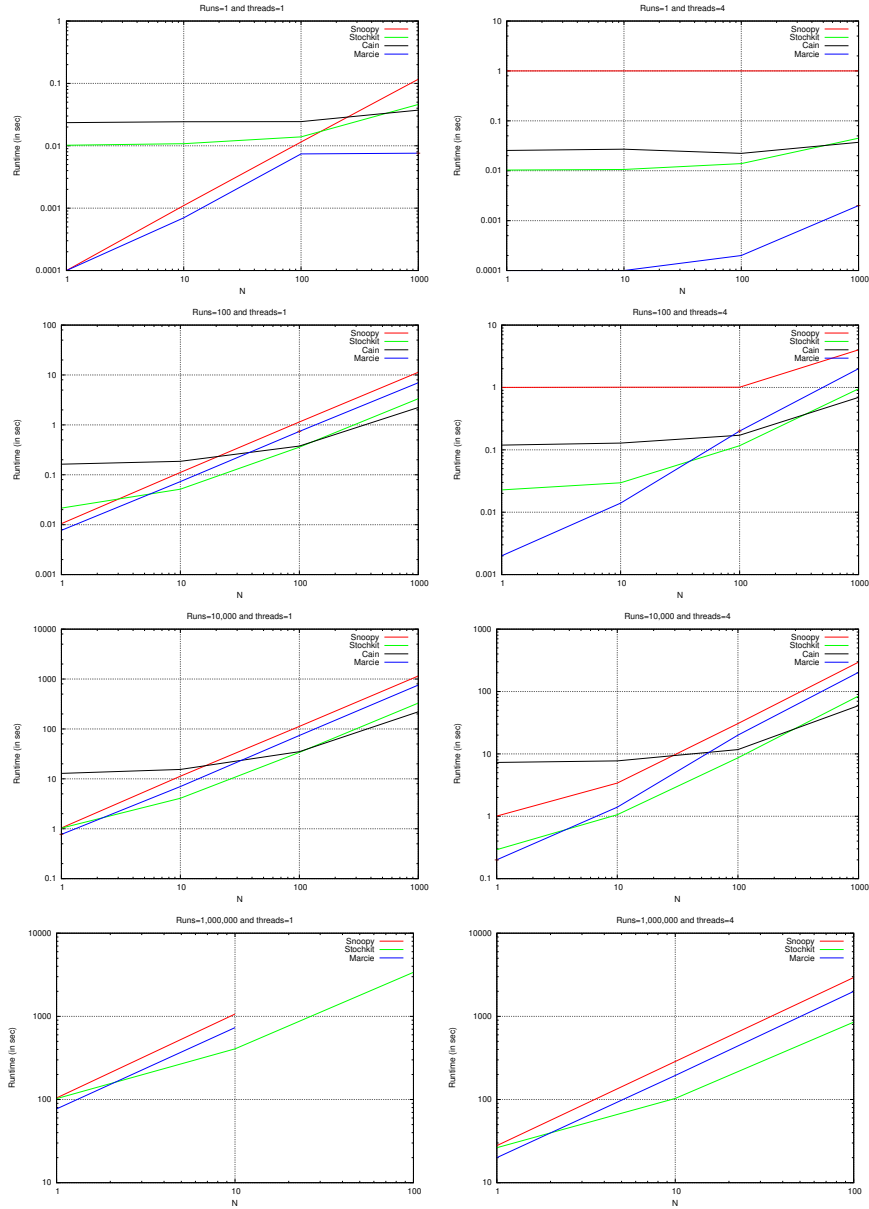 Runs=1 and threads=1
Snoopy
Stochkit
Cain
Marcie
1
0.1
0.01
0.001
0.0001
Runtime (in sec)
1 10 100 1000
N
Runs=1 and threads=4
Snoopy
Stochkit
Cain
Marcie
10
1
0.1
0.01
0.001
0.0001
Runtime (in sec)
1 10 100 1000
N
Runs=100 and threads=1
Snoopy
Stochkit
Cain
Marcie
100
10
1
0.1
0.01
0.001
Runtime (in sec)
1 10 100 1000
N
Runs=100 and threads=4
Snoopy
Stochkit
Cain
Marcie
10
1
0.1
0.01
0.001
Runtime (in sec)
1 10 100 1000
N
Runs=10,000 and threads=1
Snoopy
Stochkit
Cain
Marcie
10000
1000
100
10
1
0.1
Runtime (in sec)
1 10 100 1000
N
Runs=10,000 and threads=4
Snoopy
Stochkit
Cain
Marcie
1000
100
10
1
0.1
Runtime (in sec)
1 10 100 1000
N
Runs=1,000,000 and threads=1
Snoopy
Stochkit
Marcie
10000
1000
100
10
Runtime (in sec)
1 10 100
N
Runs=1,000,000 and threads=4
Snoopy
Stochkit
Marcie
10000
1000
100
10
Runtime (in sec)
1 10 100
N